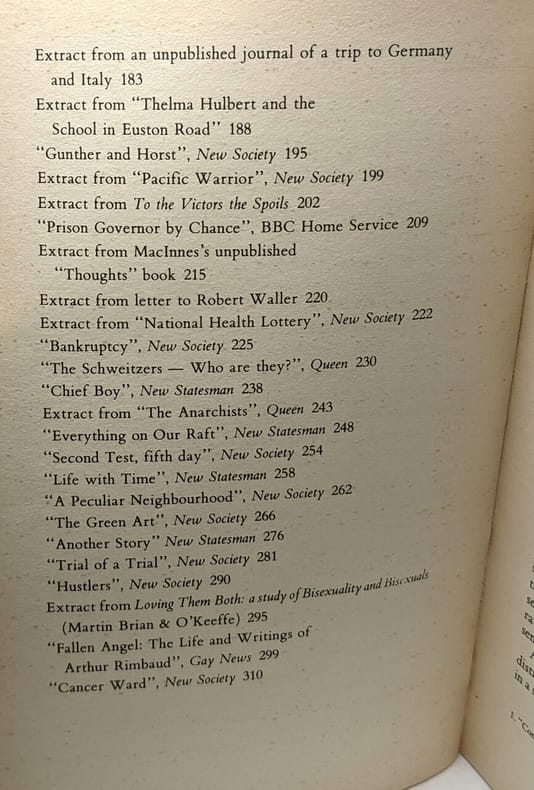 Extract from an unpublished journal of a trip to Germany
and Italy 183
Extract from “Thelma Hulbert and the
School in Euston Road” 188
“Gunther and Horst”, New Society 195
Extract from “Pacific Warrior”, New Society 199
Extract from To the Victors the Spoils 202
“Prison Governor by Chance”, BBC Home Service 209
Extract from MacInnes’s unpublished
“Thoughts” book 215
Extract from letter to Robert Waller 220
Extract from “National Health Lottery”, New Society 222
“Bankruptcy”, New Society 225
“The Schweitzers — Who are they?”, Queen 230
“Chief Boy”, New Statesman 238
Extract from “The Anarchists”, Queen 243
“Everything on Our Raft”, New Statesman 248
“Second Test, fifth day”, New Society 254
“Life with Time”, New Statesman 258
“A Peculiar Neighbourhood”, New Society 262
“The Green Art”, New Society 266
“Another Story” New Statesman 276
“Trial of a Trial”, New Society 281
“Hustlers”, New Society 290
Extract from Loving Them Both: a study of Bisexuality and Bisexuals
(Martin Brian & O’Keeffe) 295
“Fallen Angel: The Life and Writings of
Arthur Rimbaud”, Gay News 299
“Cancer Ward”, New Society 310